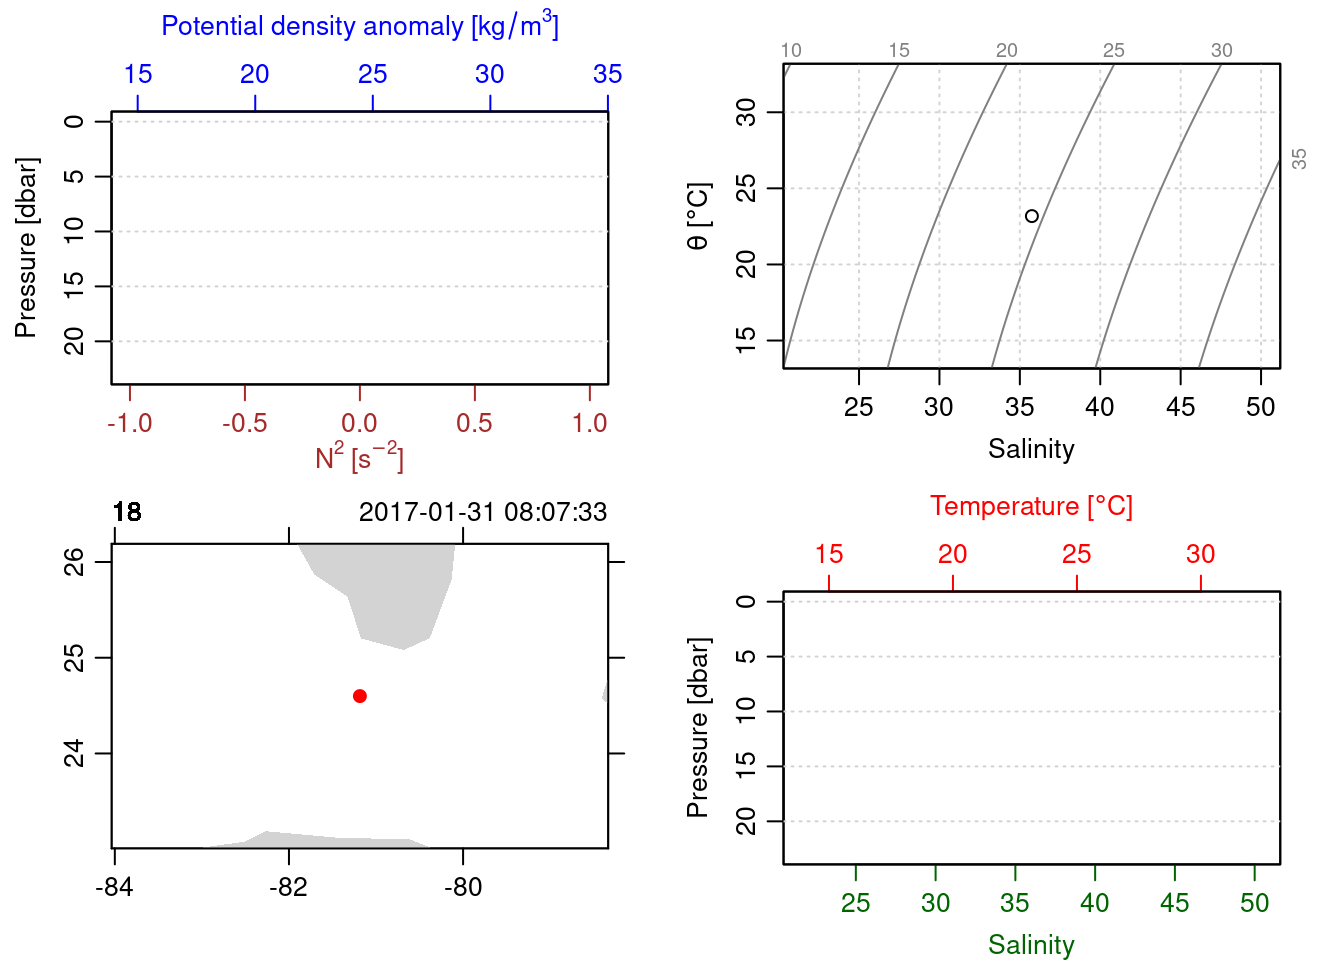 Potential density anomaly [kg/m³]
15 20 25 30 35
0
5
10
15
20
Pressure [dbar]
-1.0 -0.5 0.0 0.5 1.0
N² [s⁻²]
10 15 20 25 30
35
30
25
20
15
θ [°C]
25 30 35 40 45 50
Salinity
18 2017-01-31 08:07:33
26
25
24
-84 -82 -80
Temperature [°C]
15 20 25 30
0
5
10
15
20
Pressure [dbar]
25 30 35 40 45 50
Salinity